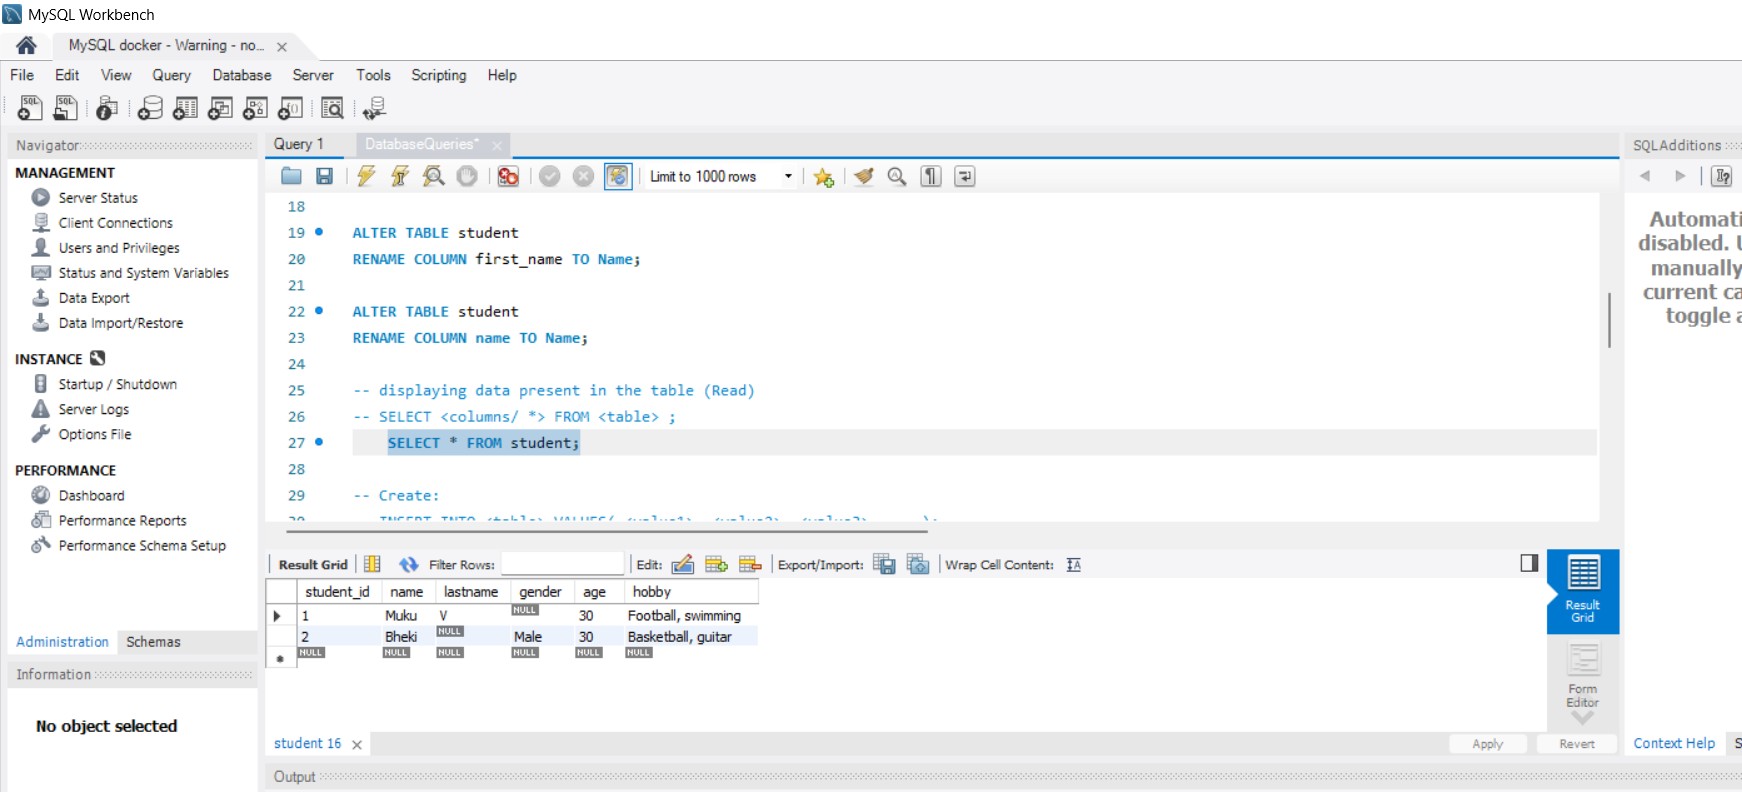 MySQL Workbench
MySQL docker - Warning - no...
File Edit View Query Database Server Tools Scripting Help
Navigator
MANAGEMENT
Server Status
Client Connections
Users and Privileges
Status and System Variables
Data Export
Data Import/Restore
INSTANCE
Startup / Shutdown
Server Logs
Options File
PERFORMANCE
Dashboard
Performance Reports
Performance Schema Setup
Administration Schemas
Information
No object selected
Query 1 DatabaseQueries*
Limit to 1000 rows
18
19 ALTER TABLE student
20 RENAME COLUMN first_name TO Name;
21
22 ALTER TABLE student
23 RENAME COLUMN name TO Name;
24
25 -- displaying data present in the table (Read)
26 -- SELECT <columns/ *> FROM <table> ;
27 SELECT * FROM student;
28
29 -- Create:
Result Grid Filter Rows: Edit: Export/Import: Wrap Cell Content:
student_id name lastname gender age hobby
1 Muku V NULL 30 Football, swimming
2 Bheki NULL Male 30 Basketball, guitar
NULL NULL NULL NULL NULL NULL
Result
Grid
Form
Editor
student 16
Apply Revert
Output
SQLAdditions
Automati
disabled. U
manually
current ca
toggle a
Context Help S